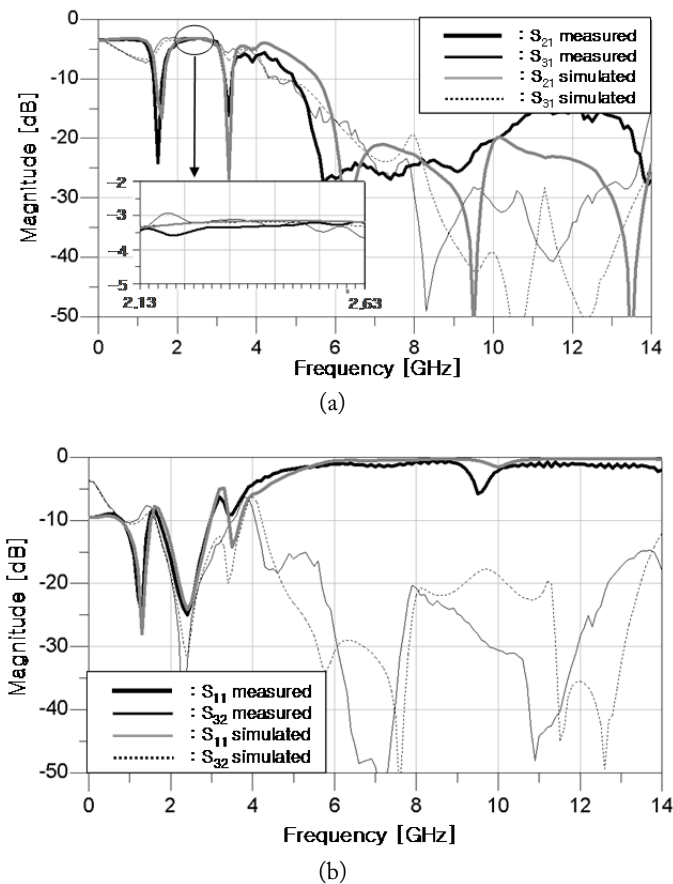 0
−10
−20
−30
−40
−50
Magnitude [dB]
: S21 measured
: S31 measured
: S21 simulated
: S31 simulated
−2
−3
−4
−5
2.13
2.63
0
2
4
6
8
10
12
14
Frequency [GHz]
(a)
0
−10
−20
−30
−40
−50
Magnitude [dB]
: S11 measured
: S32 measured
: S11 simulated
: S32 simulated
0
2
4
6
8
10
12
14
Frequency [GHz]
(b)